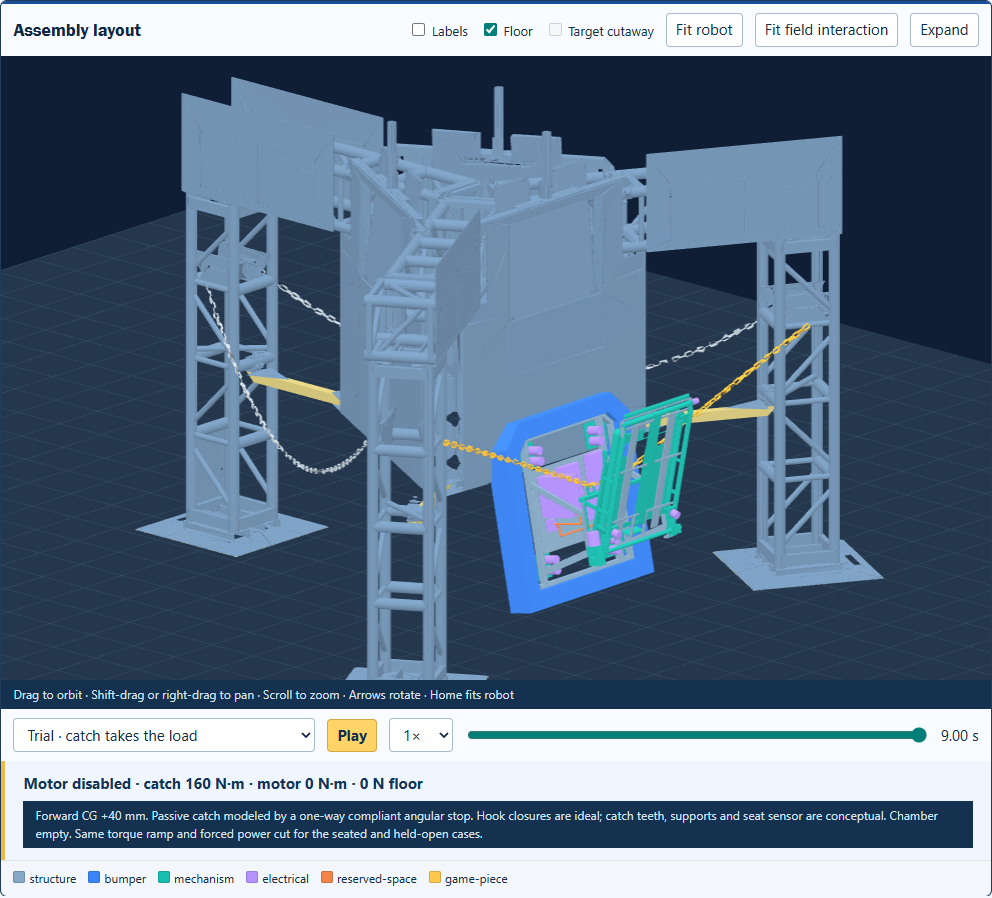 Assembly layout
Labels
Floor
Target cutaway
Fit robot
Fit field interaction
Expand
Drag to orbit · Shift-drag or right-drag to pan · Scroll to zoom · Arrows rotate · Home fits robot
Trial · catch takes the load
Play
1×
9.00 s
Motor disabled · catch 160 N·m · motor 0 N·m · 0 N floor
Forward CG +40 mm. Passive catch modeled by a one-way compliant angular stop. Hook closures are ideal; catch teeth, supports and seat sensor are conceptual. Chamber
empty. Same torque ramp and forced power cut for the seated and held-open cases.
structure
bumper
mechanism
electrical
reserved-space
game-piece